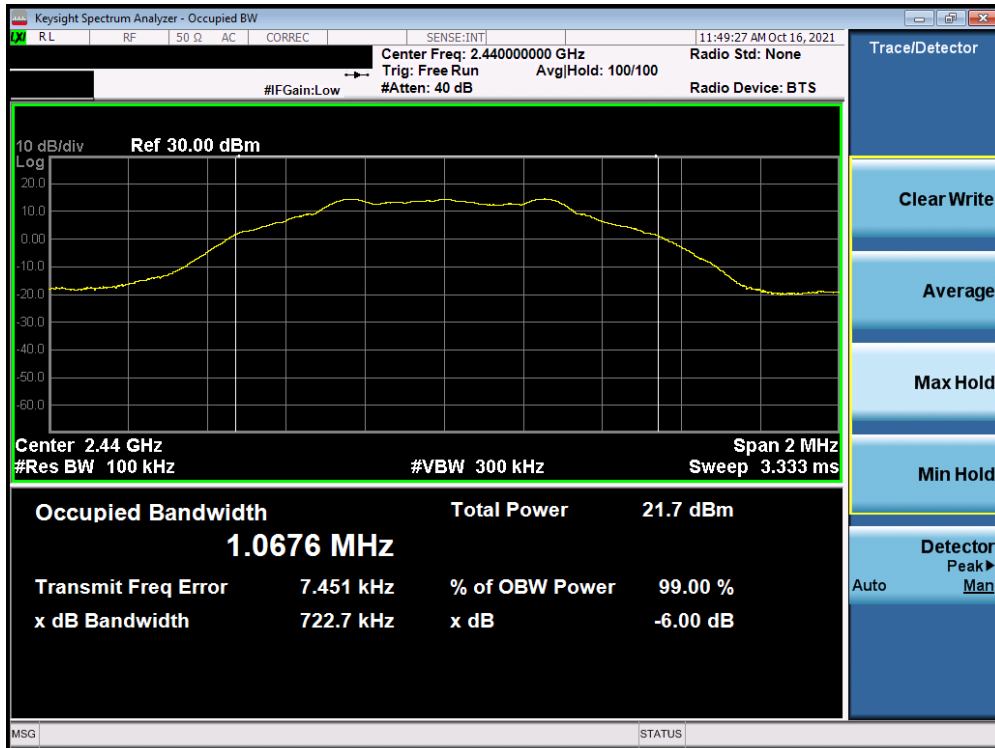 Keysight Spectrum Analyzer - Occupied BW
LXI RL RF 50 Ω AC CORREC SENSE:INT 11:49:27 AM Oct 16, 2021
Center Freq: 2.440000000 GHz Radio Std: None
Trig: Free Run Avg|Hold: 100/100
#IFGain:Low #Atten: 40 dB Radio Device: BTS
10 dB/div Ref 30.00 dBm
Log
20.0
10.0
0.00
-10.0
-20.0
-30.0
-40.0
-50.0
-60.0
Center 2.44 GHz Span 2 MHz
#Res BW 100 kHz #VBW 300 kHz Sweep 3.333 ms
Occupied Bandwidth Total Power 21.7 dBm
1.0676 MHz
Transmit Freq Error 7.451 kHz % of OBW Power 99.00 %
x dB Bandwidth 722.7 kHz x dB -6.00 dB
MSG STATUS
Trace/Detector
Clear Write
Average
Max Hold
Min Hold
Detector
Peak▶
Auto Man